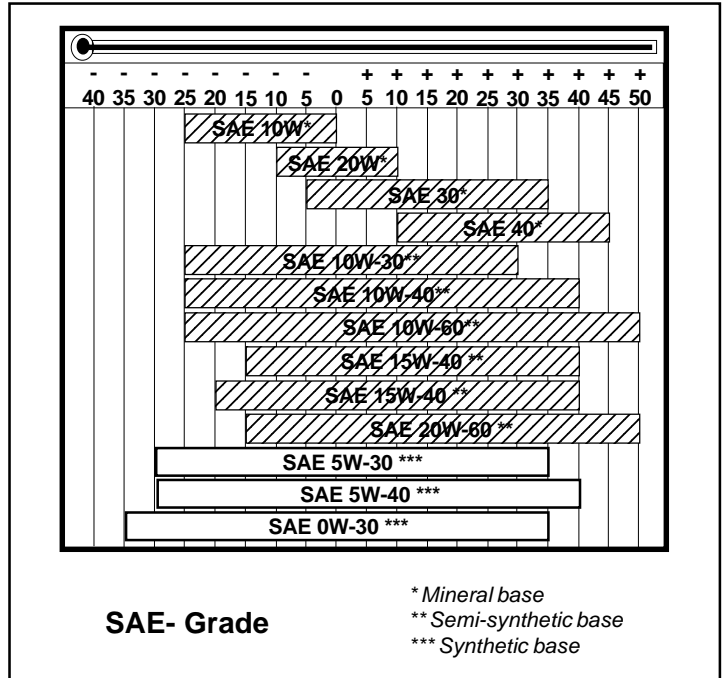 - - - - - - - - + + + + + + + + + +
40 35 30 25 20 15 10 5 0 5 10 15 20 25 30 35 40 45 50
SAE 10W*
SAE 20W*
SAE 30*
SAE 40*
SAE 10W-30**
SAE 10W-40**
SAE 10W-60**
SAE 15W-40 **
SAE 15W-40 **
SAE 20W-60 **
SAE 5W-30 ***
SAE 5W-40 ***
SAE 0W-30 ***
SAE- Grade
* Mineral base
** Semi-synthetic base
*** Synthetic base